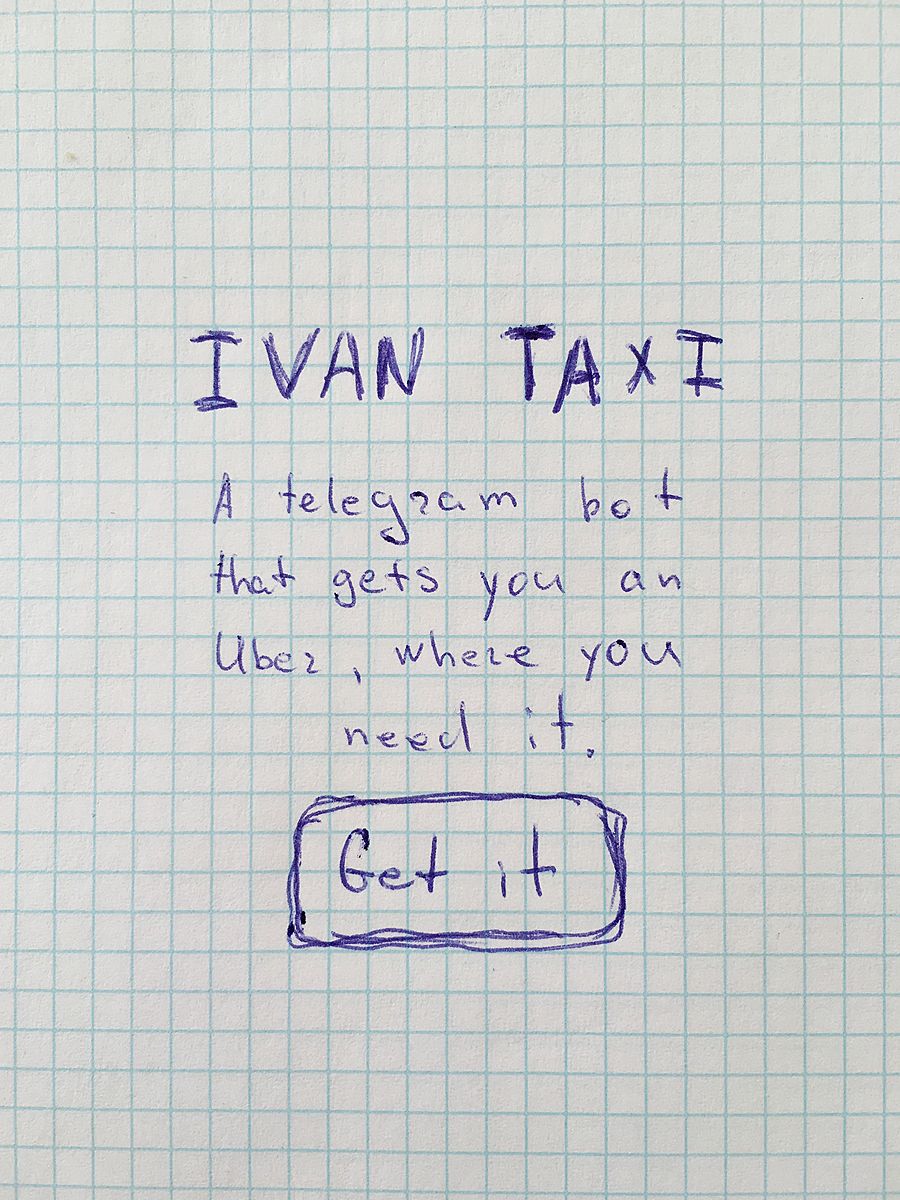 IVAN TAXI
A telegram bot
that gets you an
Uber, where you
need it.
Get it